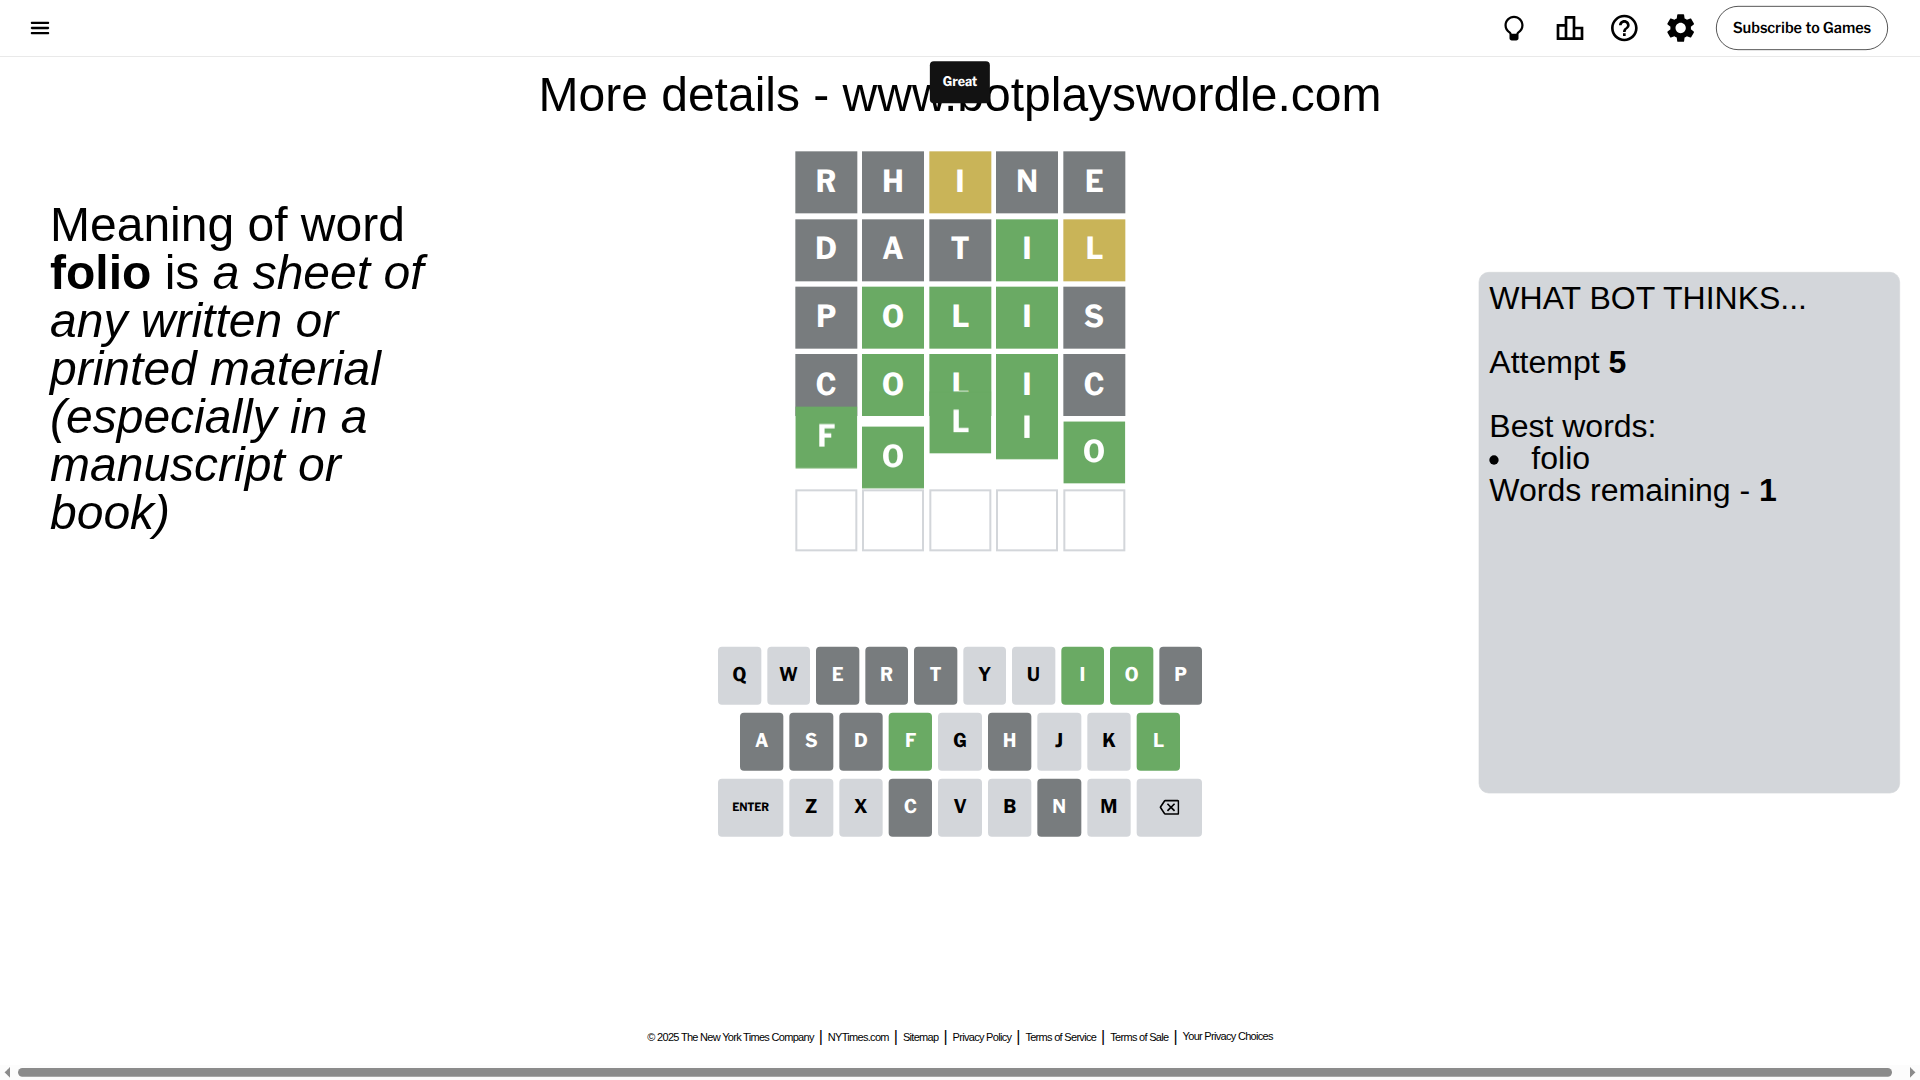 Subscribe to Games
Great
More details - www.botplayswordle.com
Meaning of word
folio is a sheet of
any written or
printed material
(especially in a
manuscript or
book)
R H I N E
D A T I L
P O L I S
C O L I C
F O L I O
WHAT BOT THINKS...
Attempt 5
Best words:
• folio
Words remaining - 1
Q W E R T Y U I O P
A S D F G H J K L
ENTER Z X C V B N M
© 2025 The New York Times Company | NYTimes.com | Sitemap | Privacy Policy | Terms of Service | Terms of Sale | Your Privacy Choices